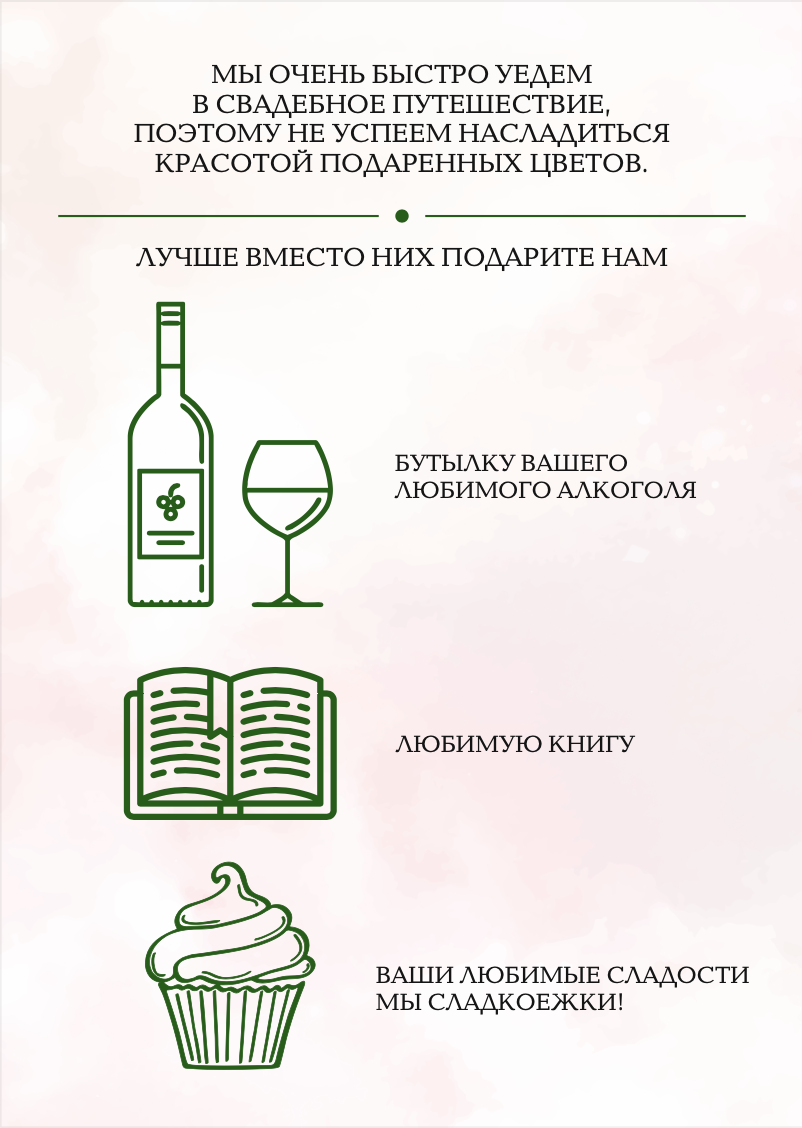 МЫ ОЧЕНЬ БЫСТРО УЕДЕМ
В СВАДЕБНОЕ ПУТЕШЕСТВИЕ,
ПОЭТОМУ НЕ УСПЕЕМ НАСЛАДИТЬСЯ
КРАСОТОЙ ПОДАРЕННЫХ ЦВЕТОВ.
ЛУЧШЕ ВМЕСТО НИХ ПОДАРИТЕ НАМ
БУТЫЛКУ ВАШЕГО
ЛЮБИМОГО АЛКОГОЛЯ
ЛЮБИМУЮ КНИГУ
ВАШИ ЛЮБИМЫЕ СЛАДОСТИ
МЫ СЛАДКОЕЖКИ!